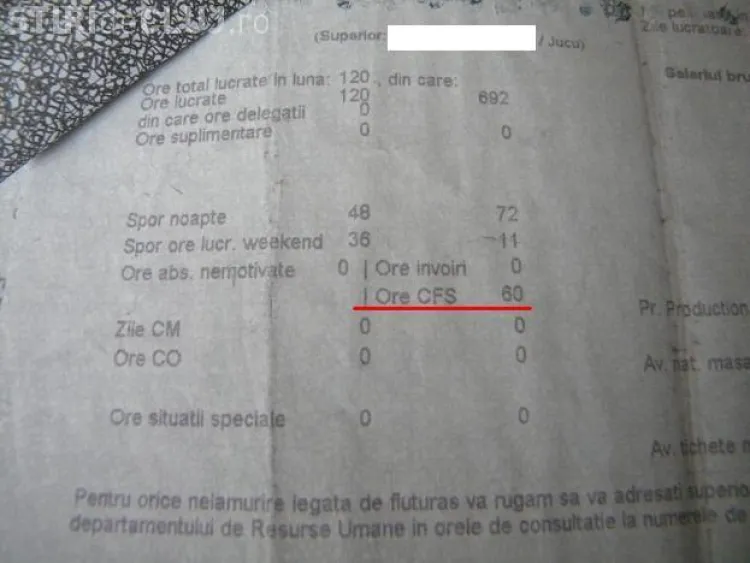 STIRI de CLUJ.ro
(Superior: / Jucu)
Zile lucratoare:
Salariul bru
Ore total lucrate in luna: 120 , din care:
Ore lucrate 120 692
din care ore delegatii 0
Ore suplimentare 0 0
Spor noapte 48 72
Spor ore lucr. weekend 36 11
Ore abs. nemotivate 0 | Ore invoiri 0
| Ore CFS 60
Pr. Production
Zile CM 0 0
Ore CO 0 0
Av. nat. masa
Ore situatii speciale 0 0
Av. tichete
Pentru orice nelamurire legata de fluturas va rugam sa va adresati
departamentului de Resurse Umane in orele de consultatie la numerele de